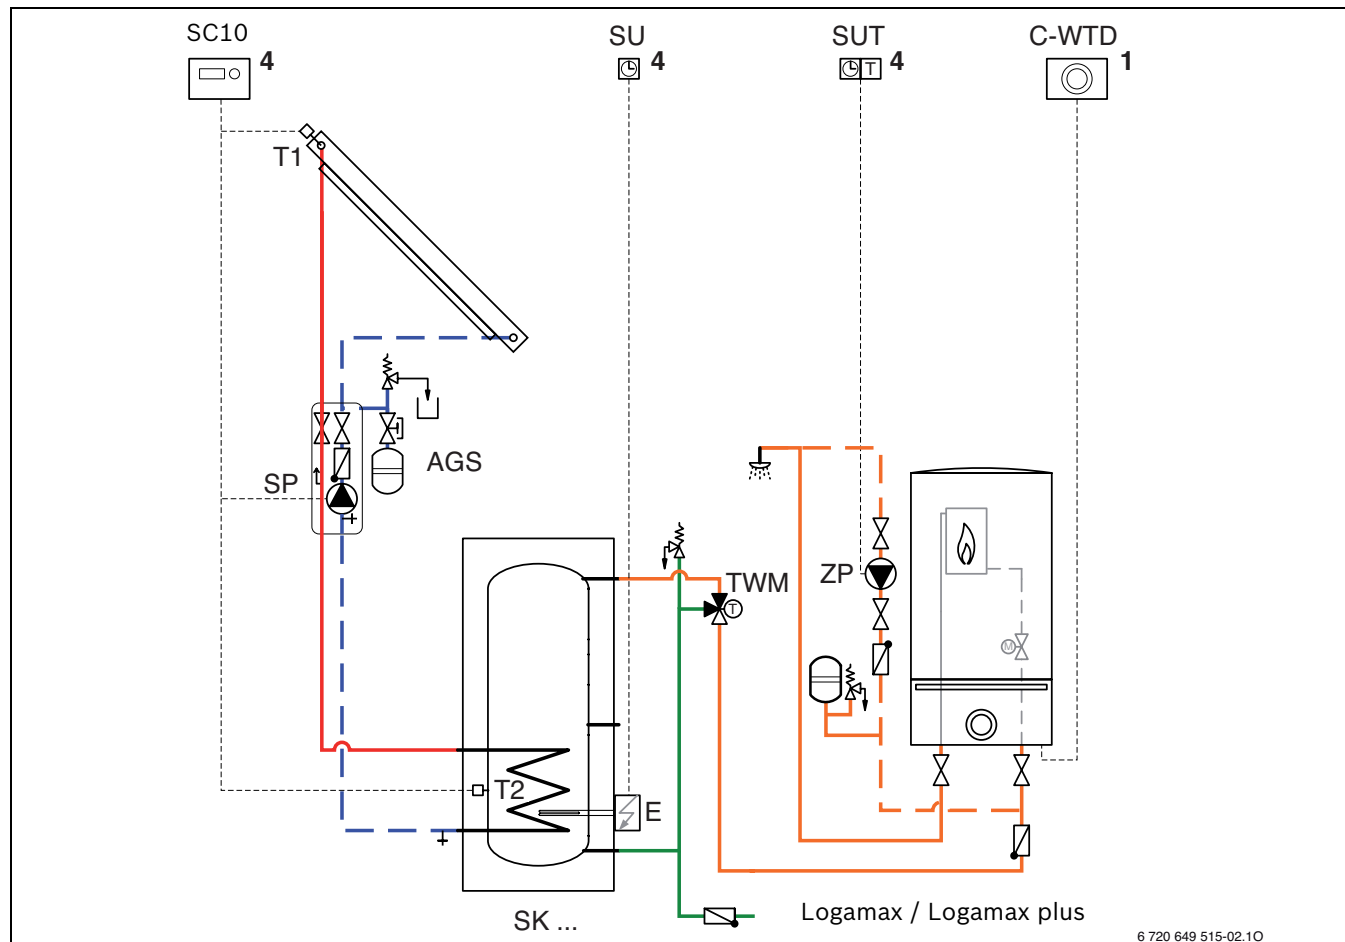 SC10
4
SU
4
SUT
4
C-WTD
1
T
T1
AGS
SP
ZP
TWM
T
M
T2
E
SK ...
Logamax / Logamax plus
6 720 649 515-02.1O